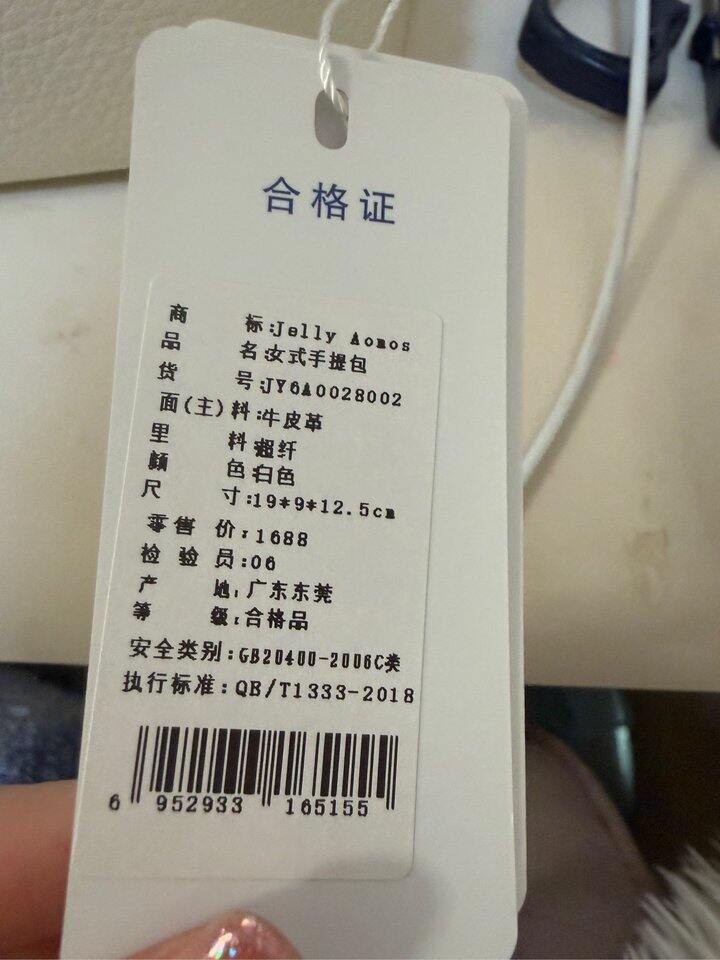 合格证
商 标:Jelly Aomos
品 名:女式手提包
货 号:JY6A0028002
面(主)料:牛皮革
里 料:超纤
颜 色:白色
尺 寸:19*9*12.5cm
零售 价:1688
检 验 员:06
产 地:广东东莞
等 级:合格品
安全类别:GB20400-2006C类
执行标准:QB/T1333-2018
6 952933 165155